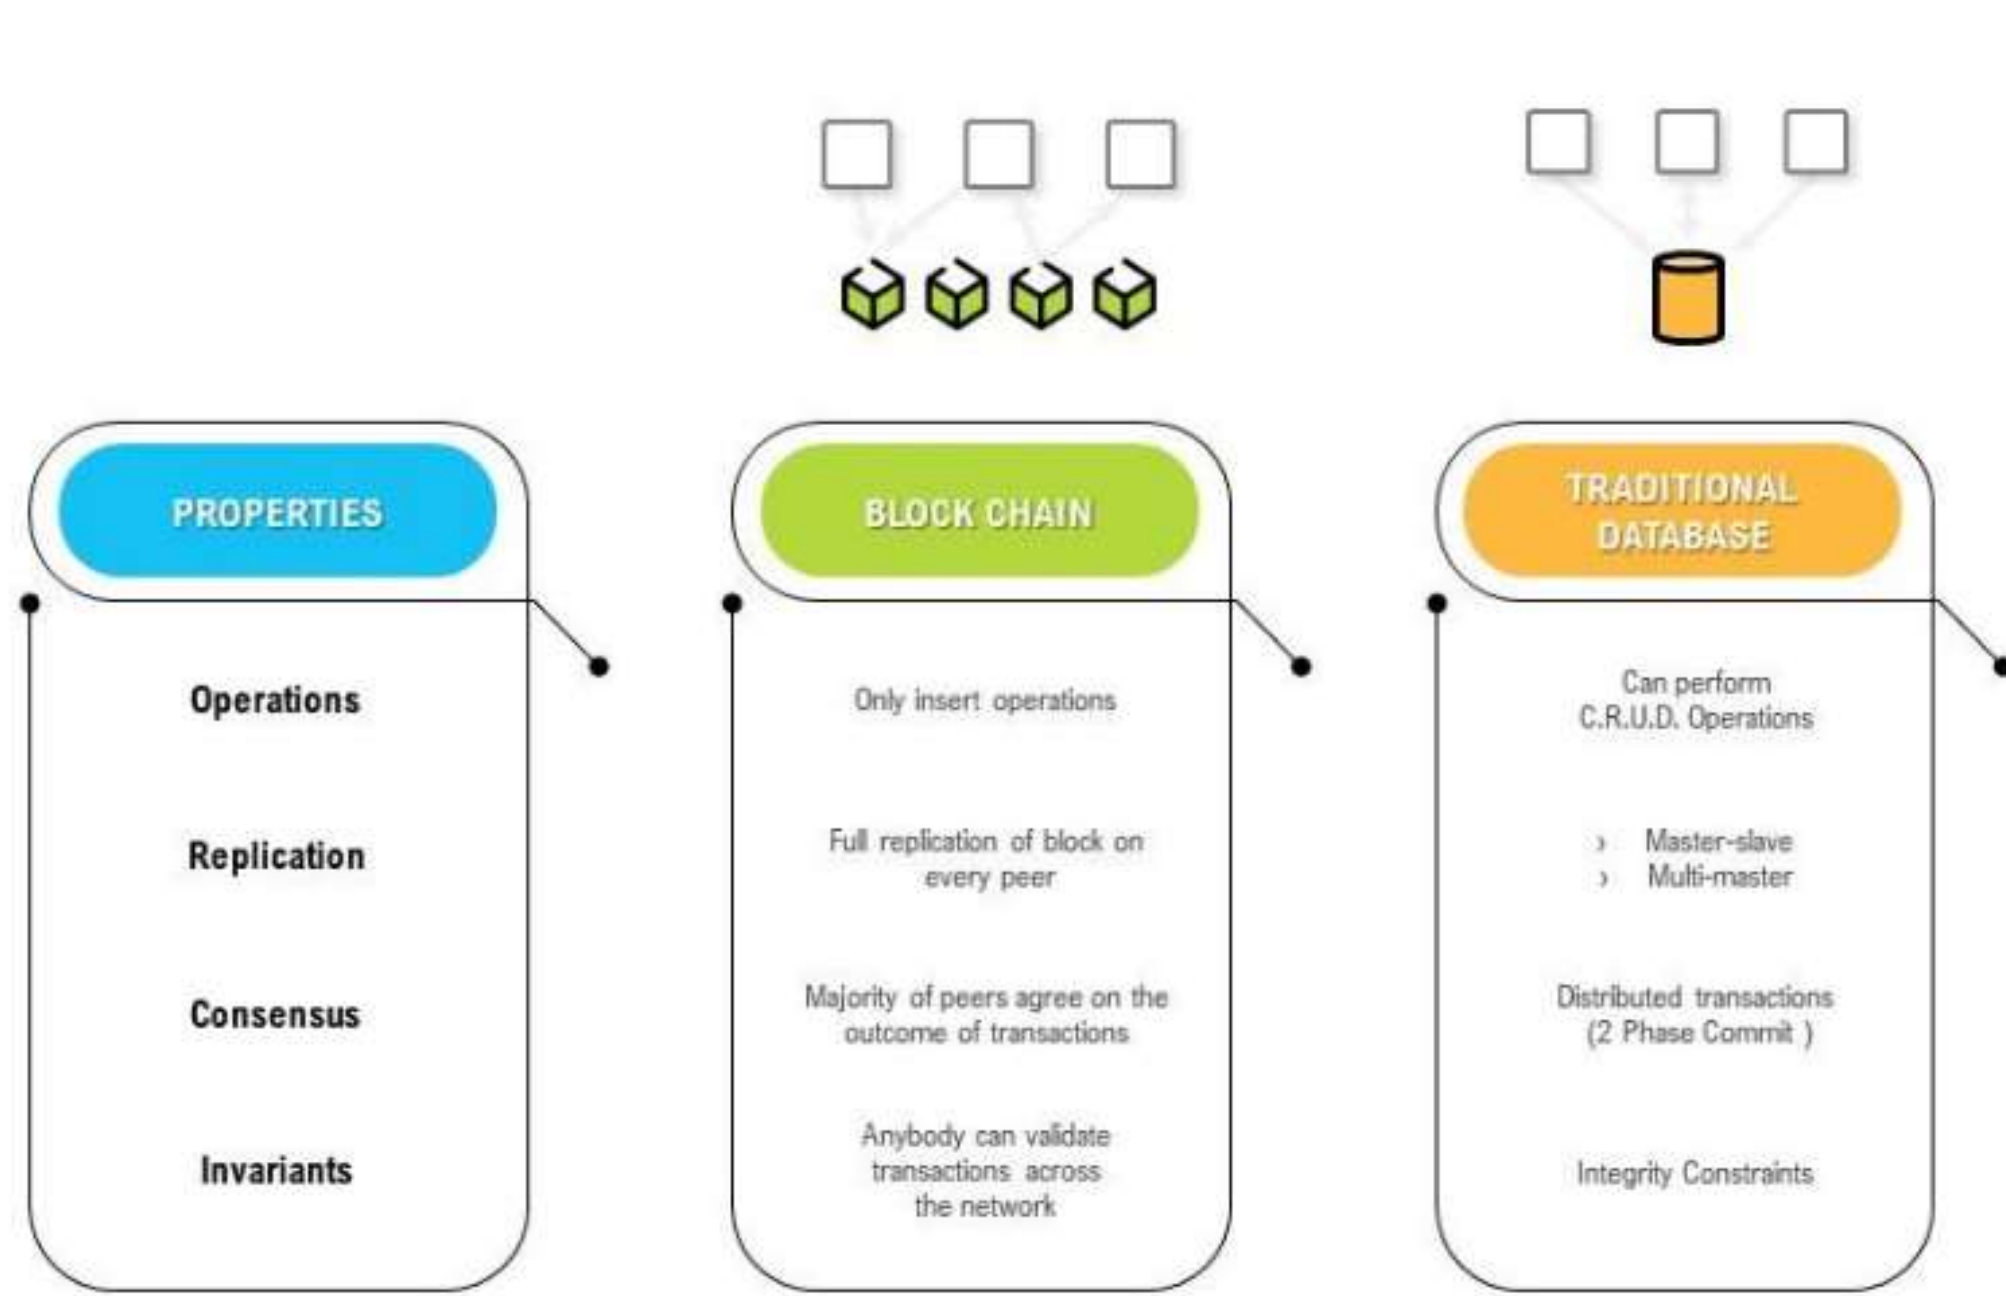 PROPERTIES
Operations
Replication
Consensus
Invariants
BLOCK CHAIN
Only insert operations
Full replication of block on
every peer
Majority of peers agree on the
outcome of transactions
Anybody can validate
transactions across
the network
TRADITIONAL
DATABASE
Can perform
C.R.U.D. Operations
› Master-slave
› Multi-master
Distributed transactions
(2 Phase Commit )
Integrity Constraints